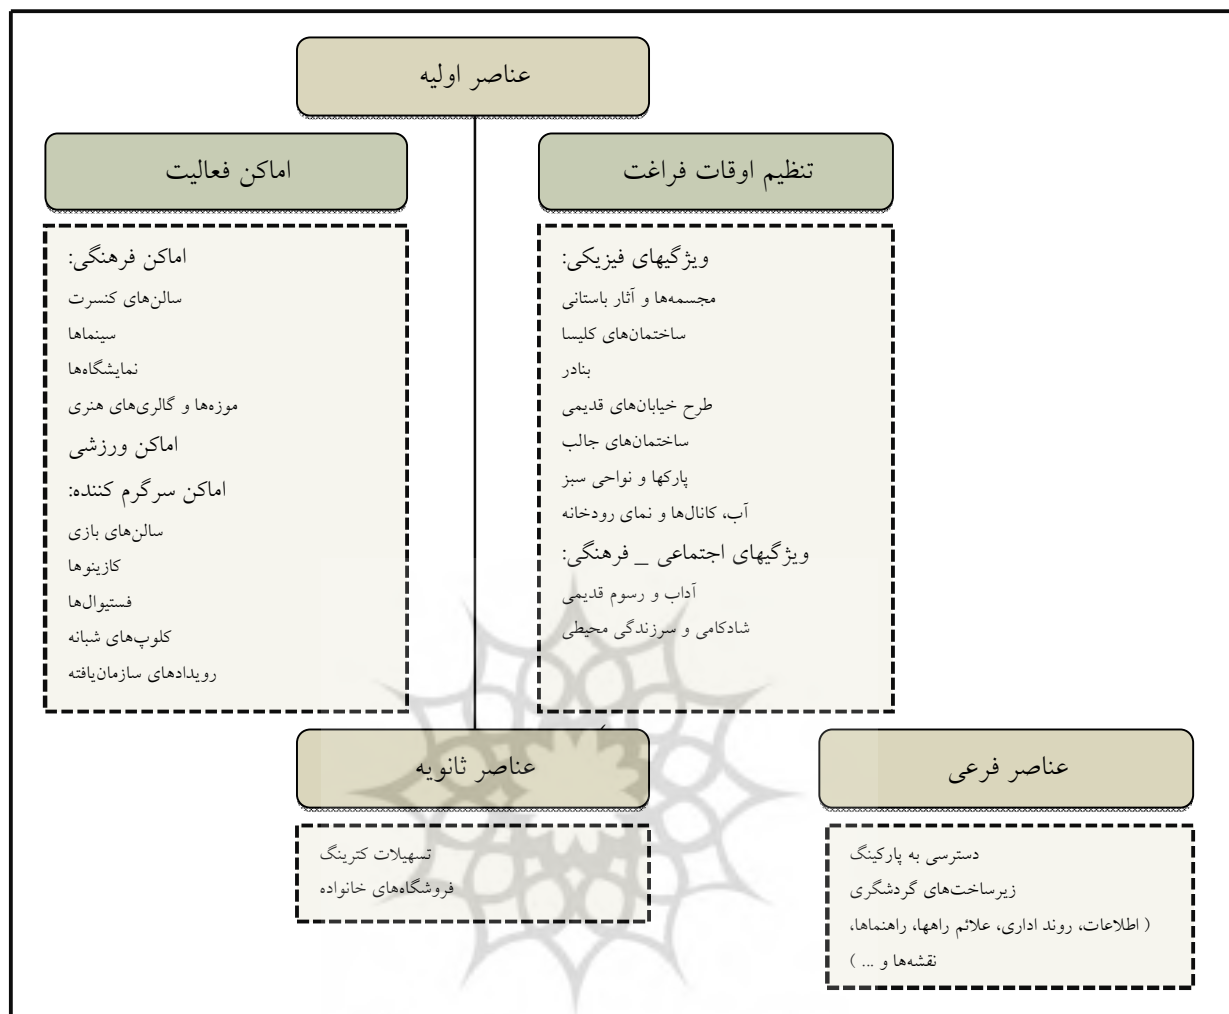 عناصر اولیه
تنظیم اوقات فراغت
ویژگیهای فیزیکی:
مجسمه‌ها و آثار باستانی
ساختمان‌های کلیسا
بنادر
طرح خیابان‌های قدیمی
ساختمان‌های جالب
پارکها و نواحی سبز
آب، کانال‌ها و نمای رودخانه
ویژگیهای اجتماعی _ فرهنگی:
آداب و رسوم قدیمی
شادکامی و سرزندگی محیطی
اماکن فعالیت
اماکن فرهنگی:
سالن‌های کنسرت
سینماها
نمایشگاه‌ها
موزه‌ها و گالری‌های هنری
اماکن ورزشی
اماکن سرگرم کننده:
سالن‌های بازی
کازینوها
فستیوال‌ها
کلوپ‌های شبانه
رویدادهای سازمان‌یافته
عناصر فرعی
دسترسی به پارکینگ
زیرساخت‌های گردشگری
( اطلاعات، روند اداری، علائم راهها، راهنماها،
نقشه‌ها و ... )
عناصر ثانویه
تسهیلات کترینگ
فروشگاه‌های خانواده